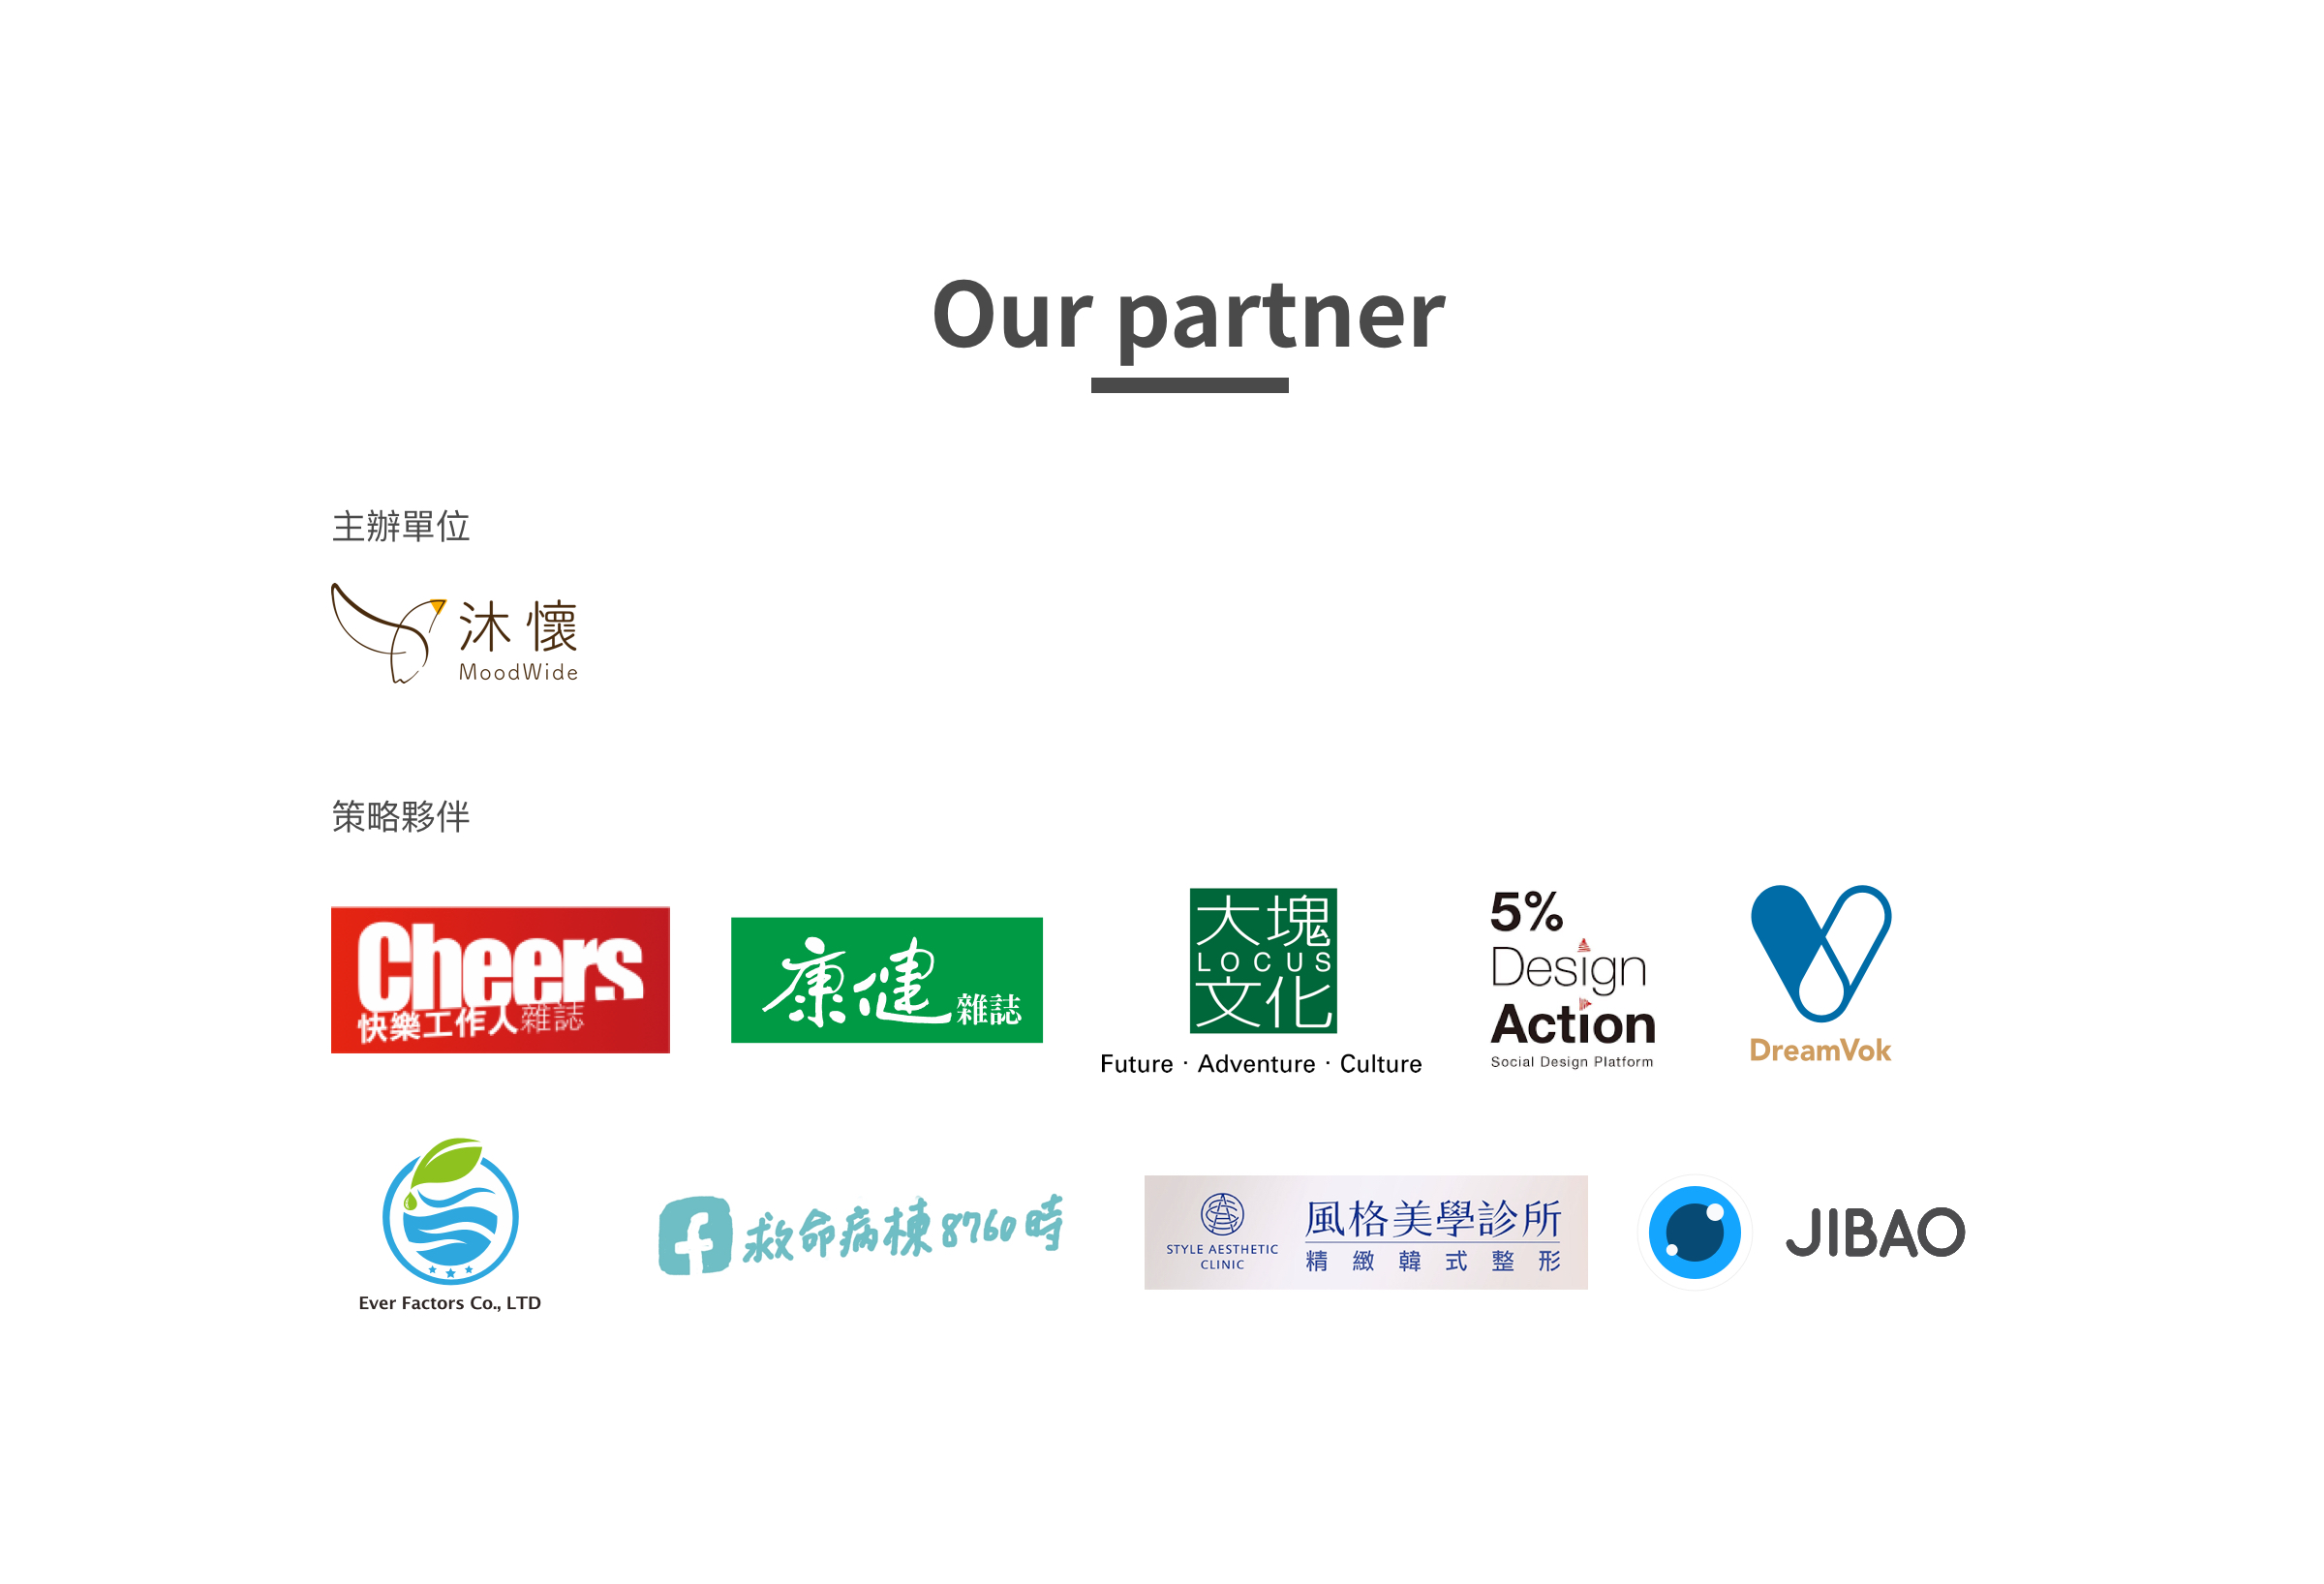 Our partner
主辦單位
沐懷
MoodWide
策略夥伴
Cheers
快樂工作人雜誌
康健雜誌
大塊
LOCUS
文化
Future · Adventure · Culture
5%
Design
Action
Social Design Platform
DreamVok
Ever Factors Co., LTD
救命病棟8760時
STYLE AESTHETIC
CLINIC
風格美學診所
精緻韓式整形
JIBAO